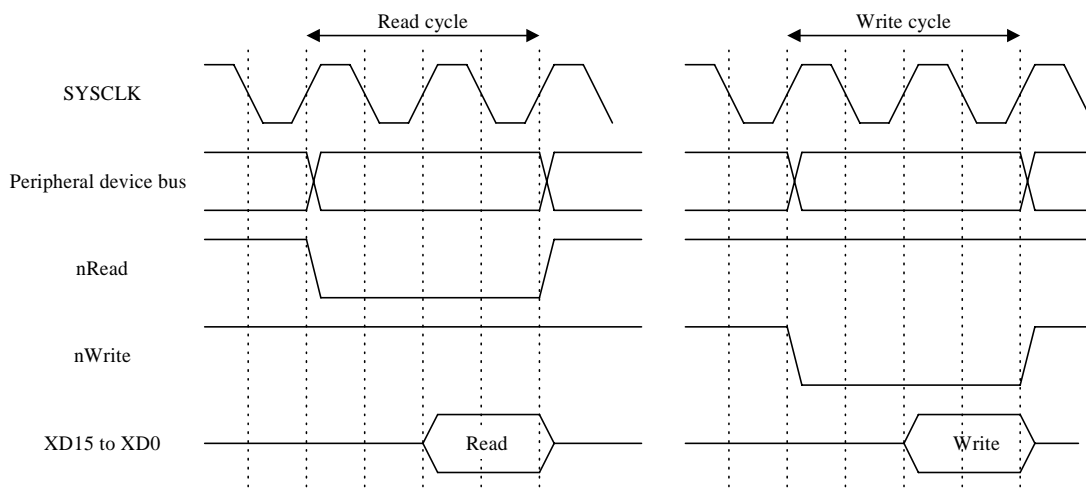 Read cycle
Write cycle
SYSCLK
Peripheral device bus
nRead
nWrite
XD15 to XD0
Read
Write